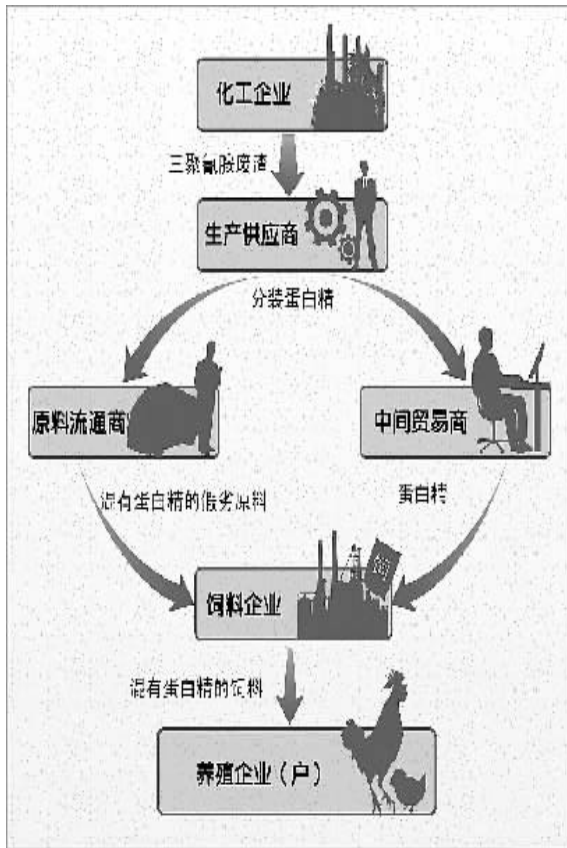 化工企业
三聚氰胺废渣
生产供应商
分装蛋白精
原料流通商
中间贸易商
混有蛋白精的假劣原料
蛋白精
饲料企业
混有蛋白精的饲料
养殖企业（户）